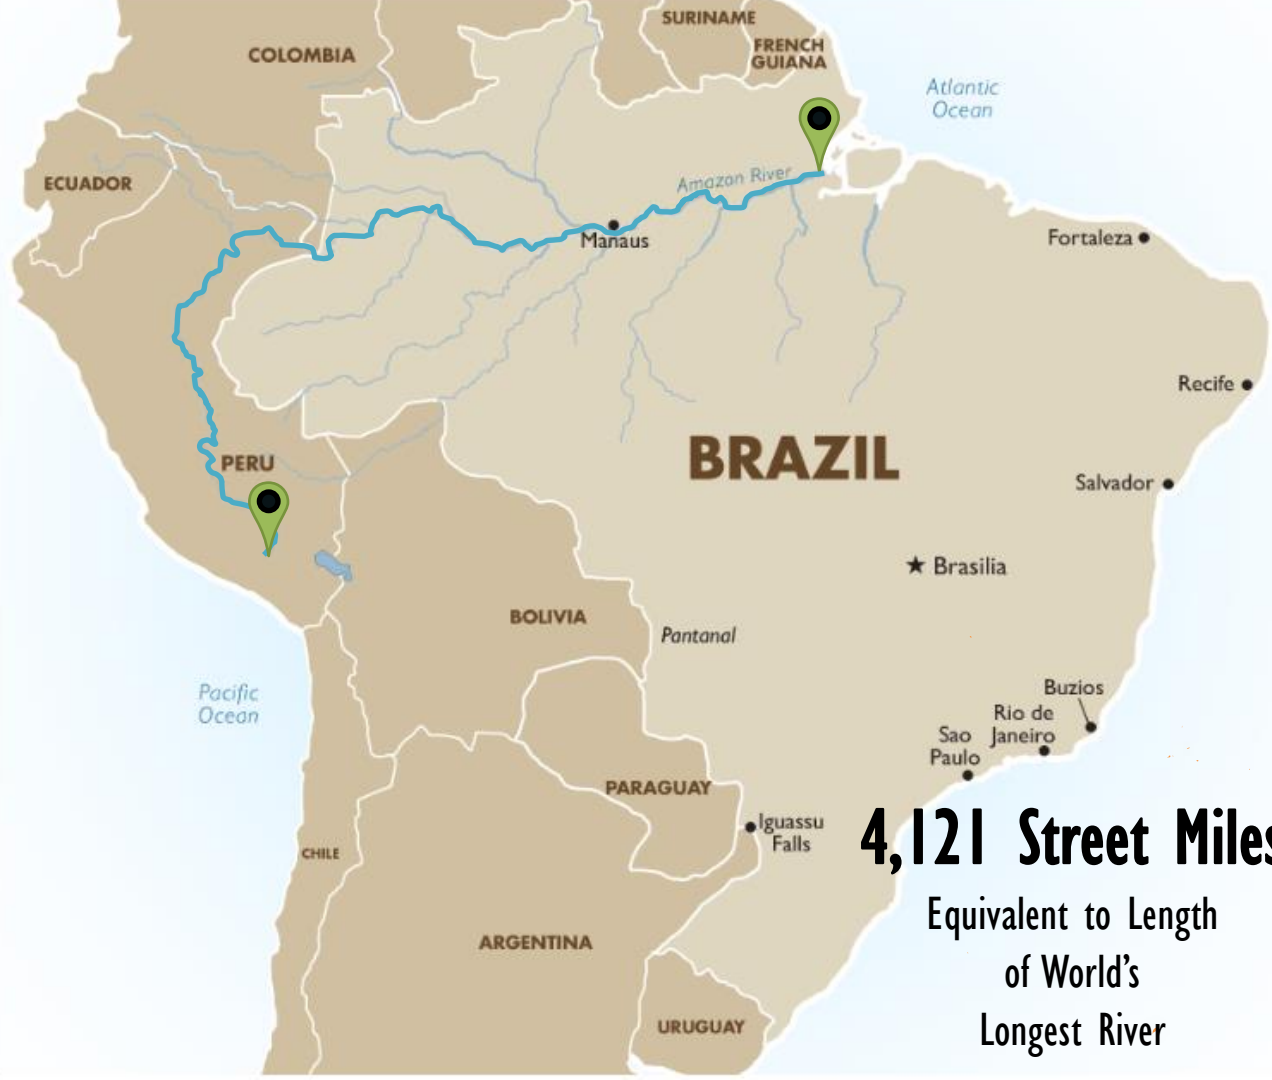 SURINAME
COLOMBIA
FRENCH
GUIANA
Atlantic
Ocean
ECUADOR
Amazon River
Manaus
Fortaleza
Recife
BRAZIL
PERU
Salvador
Brasilia
BOLIVIA
Pantanal
Pacific
Ocean
Buzios
Rio de
Janeiro
Sao
Paulo
PARAGUAY
Iguassu
Falls
CHILE
4,121 Street Miles
Equivalent to Length
of World's
Longest River
ARGENTINA
URUGUAY